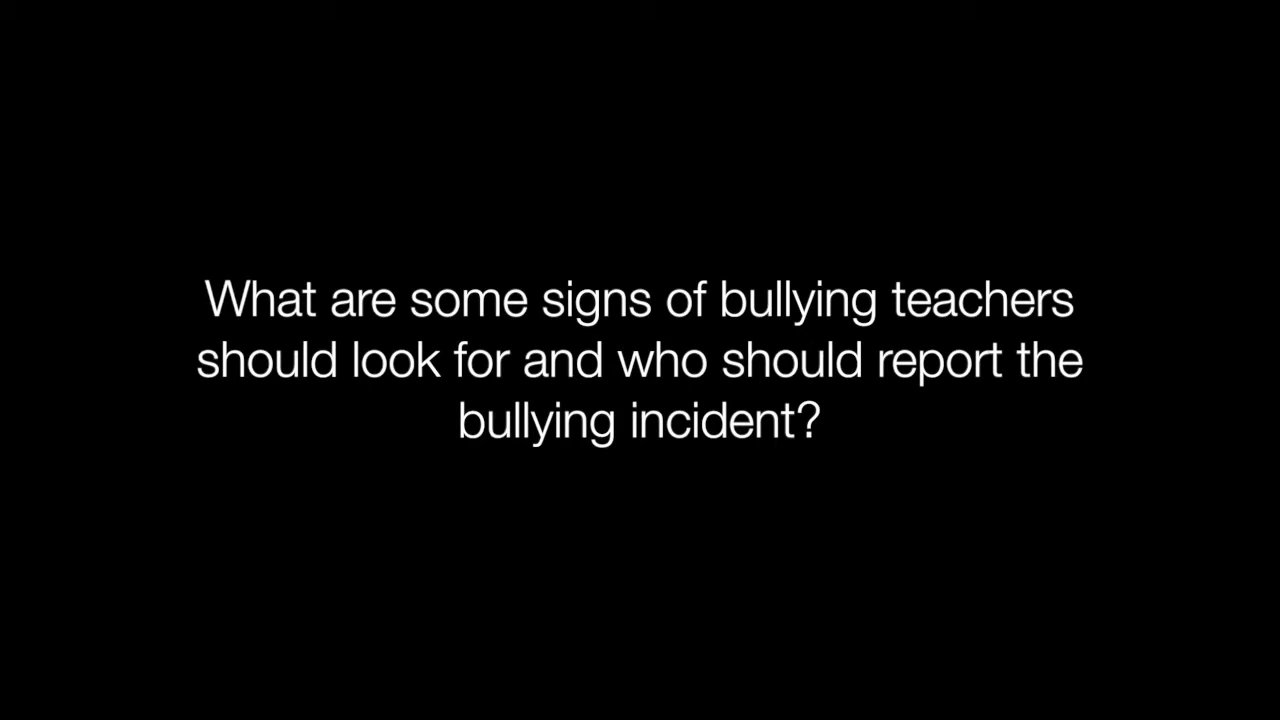 What are some signs of bullying teachers
should look for and who should report the
bullying incident?